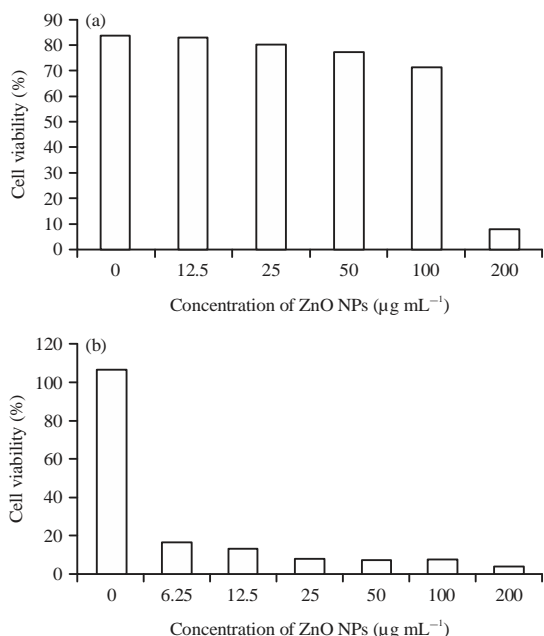 (a)
90
80
70
60
50
40
30
20
10
0
Cell viability (%)
0 12.5 25 50 100 200
Concentration of ZnO NPs (µg mL⁻¹)
(b)
120
100
80
60
40
20
0
Cell viability (%)
0 6.25 12.5 25 50 100 200
Concentration of ZnO NPs (µg mL⁻¹)